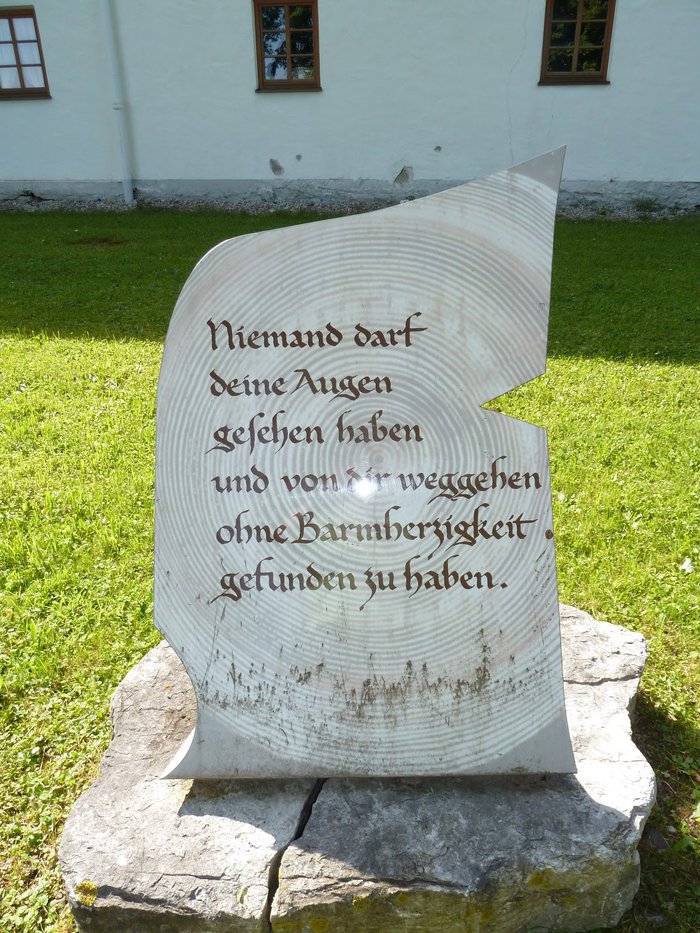 Niemand darf
deine Augen
gesehen haben
und von dir weggehen
ohne Barmherzigkeit
gefunden zu haben.